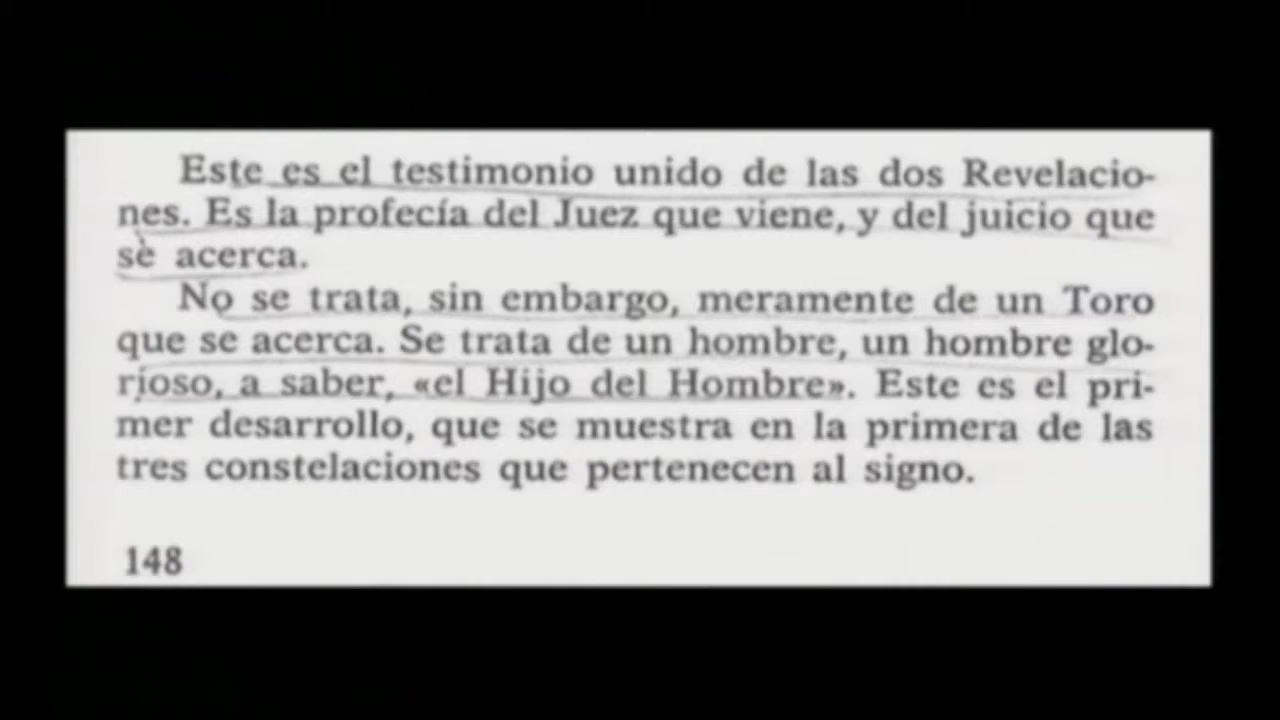 Este es el testimonio unido de las dos Revelacio-
nes. Es la profecía del Juez que viene, y del juicio que
se acerca.
No se trata, sin embargo, meramente de un Toro
que se acerca. Se trata de un hombre, un hombre glo-
rioso, a saber, «el Hijo del Hombre». Este es el pri-
mer desarrollo, que se muestra en la primera de las
tres constelaciones que pertenecen al signo.
148